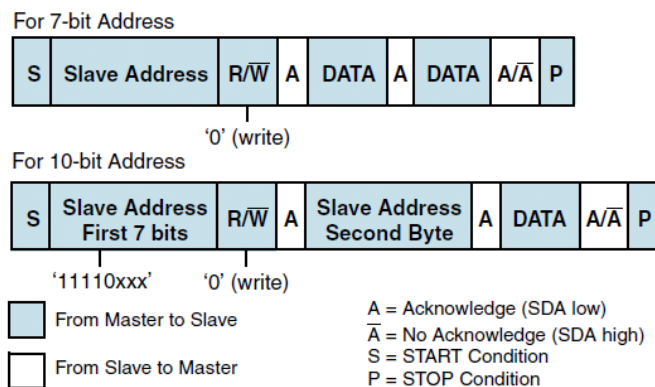 For 7-bit Address
S Slave Address R/W̅ A DATA A DATA A/A̅ P
‘0’ (write)
For 10-bit Address
S Slave Address First 7 bits R/W̅ A Slave Address Second Byte A DATA A/A̅ P
‘11110xxx’ ‘0’ (write)
From Master to Slave
From Slave to Master
A = Acknowledge (SDA low)
A̅ = No Acknowledge (SDA high)
S = START Condition
P = STOP Condition